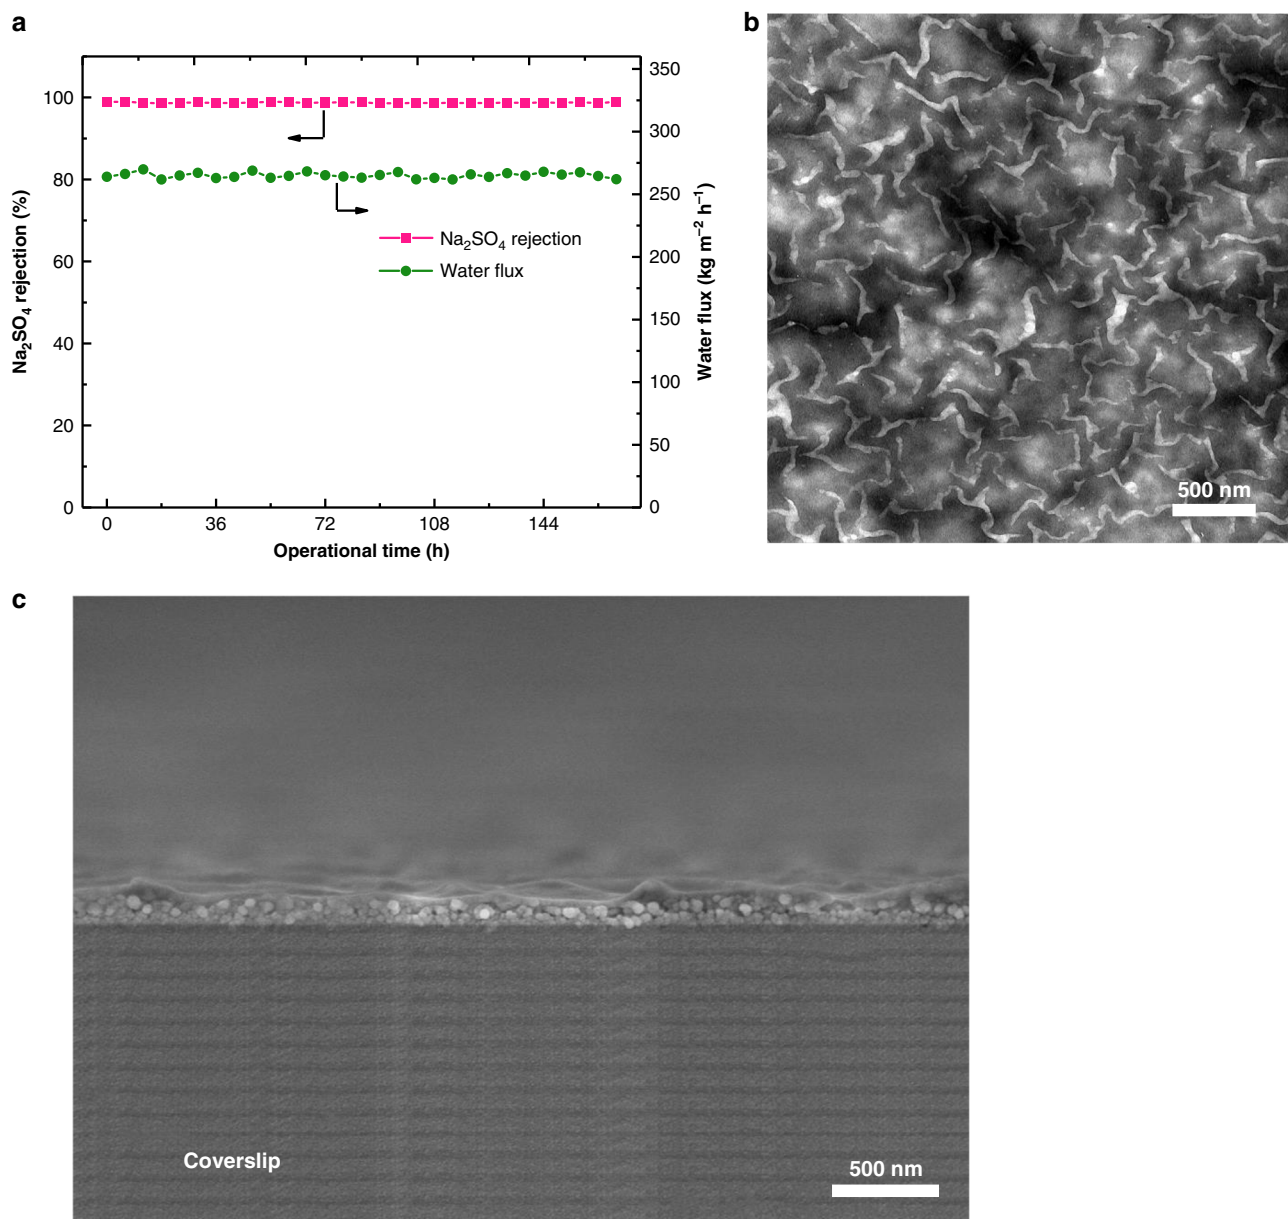 a
b
100
80
60
40
20
0
Na₂SO₄ rejection (%)
350
300
250
200
150
100
50
0
Water flux (kg m⁻² h⁻¹)
Na₂SO₄ rejection
Water flux
0 36 72 108 144
Operational time (h)
500 nm
c
Coverslip
500 nm